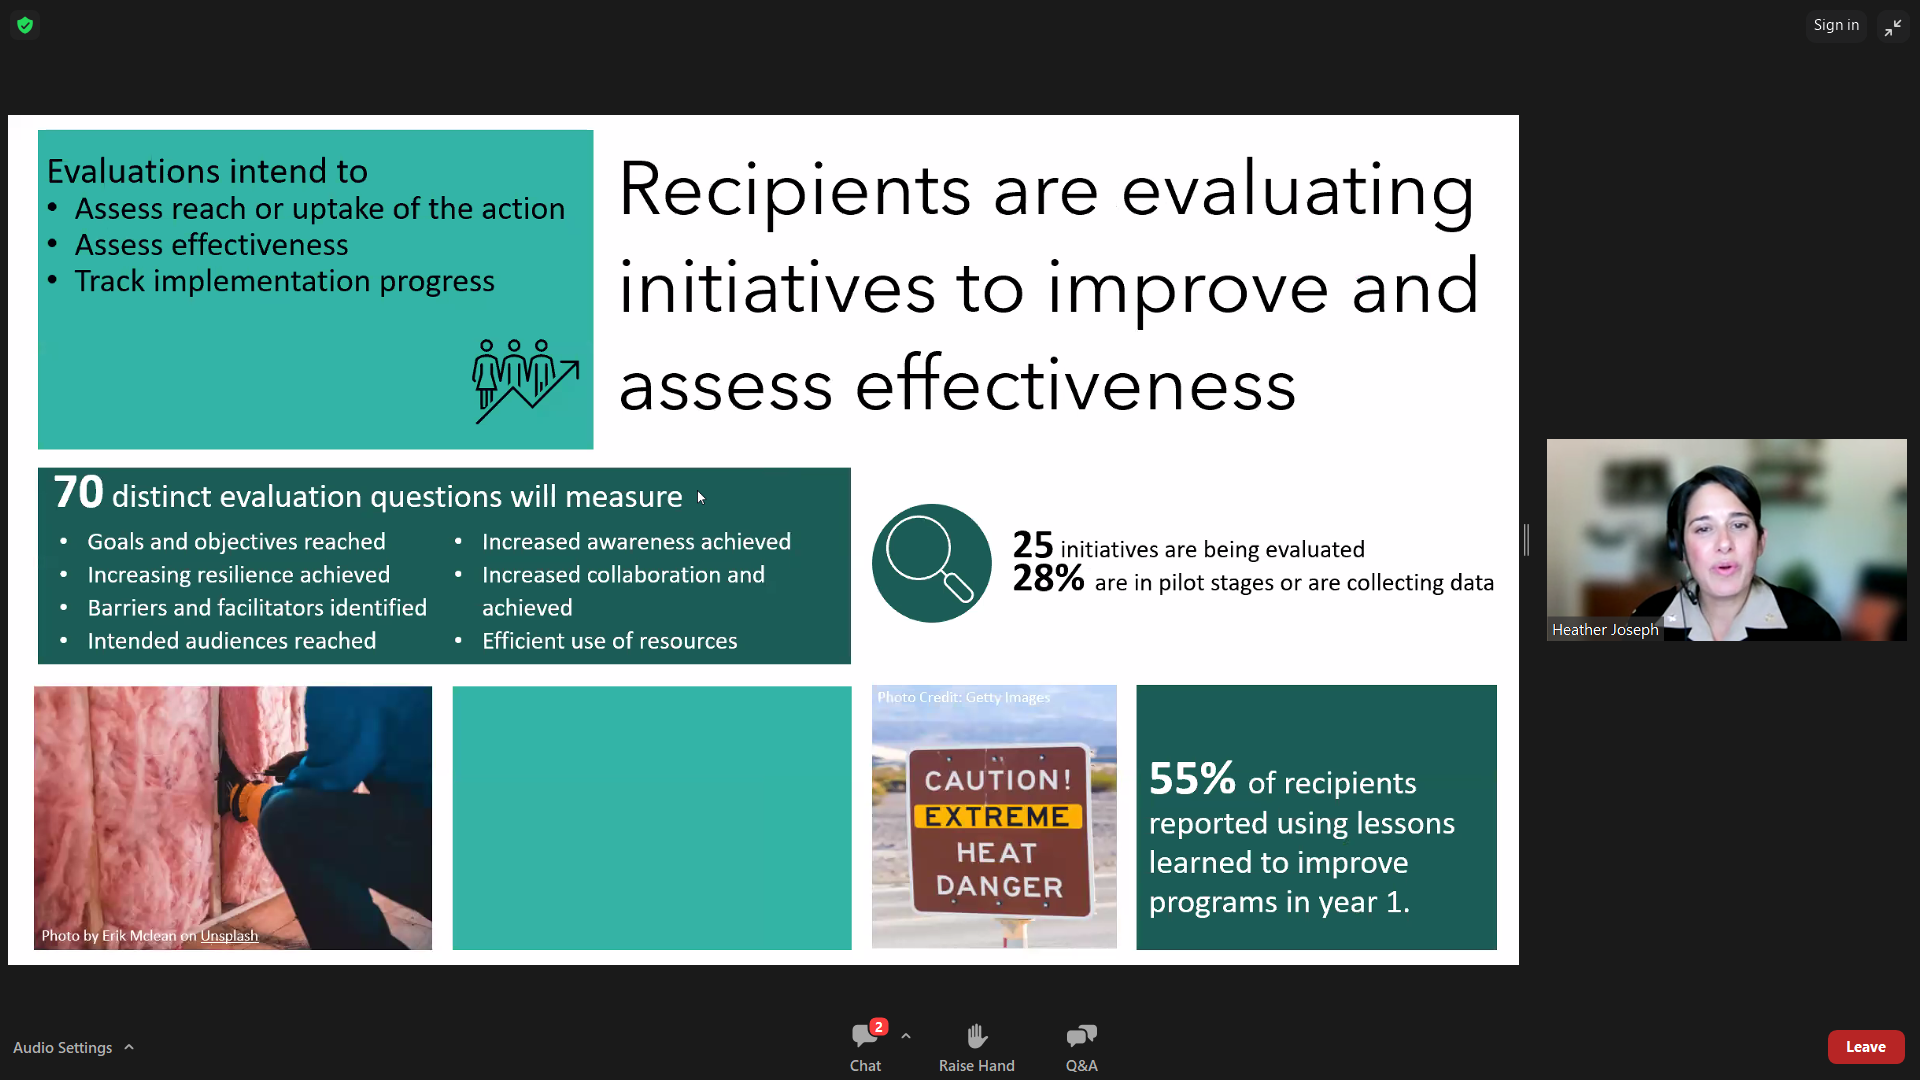 Sign in
Evaluations intend to
• Assess reach or uptake of the action
• Assess effectiveness
• Track implementation progress
Recipients are evaluating
initiatives to improve and
assess effectiveness
70 distinct evaluation questions will measure
• Goals and objectives reached
• Increasing resilience achieved
• Barriers and facilitators identified
• Intended audiences reached
• Increased awareness achieved
• Increased collaboration and
achieved
• Efficient use of resources
25 initiatives are being evaluated
28% are in pilot stages or are collecting data
Heather Joseph
Photo by Erik Mclean on Unsplash
Photo Credit: Getty Images
CAUTION!
EXTREME
HEAT
DANGER
55% of recipients
reported using lessons
learned to improve
programs in year 1.
Audio Settings
2
Chat
Raise Hand
Q&A
Leave